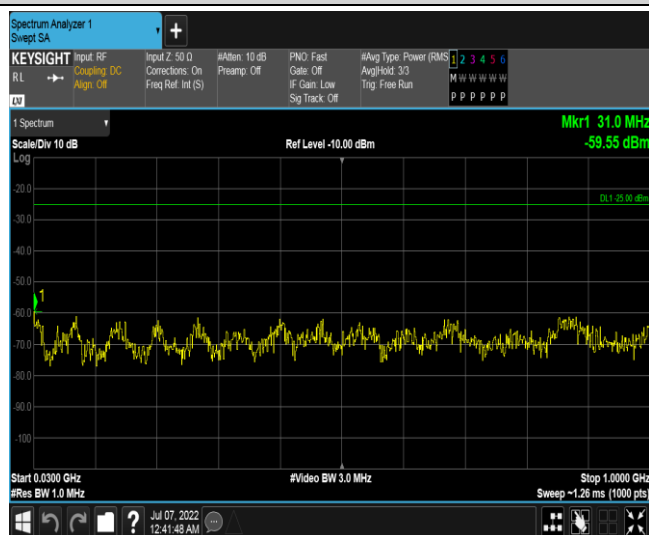 Spectrum Analyzer 1
Swept SA
+
KEYSIGHT
RL
LXI
Input: RF
Coupling: DC
Align: Off
Input Z: 50 Ω
Corrections: On
Freq Ref: Int (S)
#Atten: 10 dB
Preamp: Off
PNO: Fast
Gate: Off
IF Gain: Low
Sig Track: Off
#Avg Type: Power (RMS
Avg|Hold: 3/3
Trig: Free Run
1 2 3 4 5 6
M W W W W W
P P P P P P
1 Spectrum
Scale/Div 10 dB
Ref Level -10.00 dBm
Mkr1 31.0 MHz
-59.55 dBm
Log
-20.0
DL1 -25.00 dBm
-30.0
-40.0
-50.0
1
-60.0
-70.0
-80.0
-90.0
-100
Start 0.0300 GHz
#Video BW 3.0 MHz
Stop 1.0000 GHz
#Res BW 1.0 MHz
Sweep ~1.26 ms (1000 pts)
?
Jul 07, 2022
12:41:48 AM